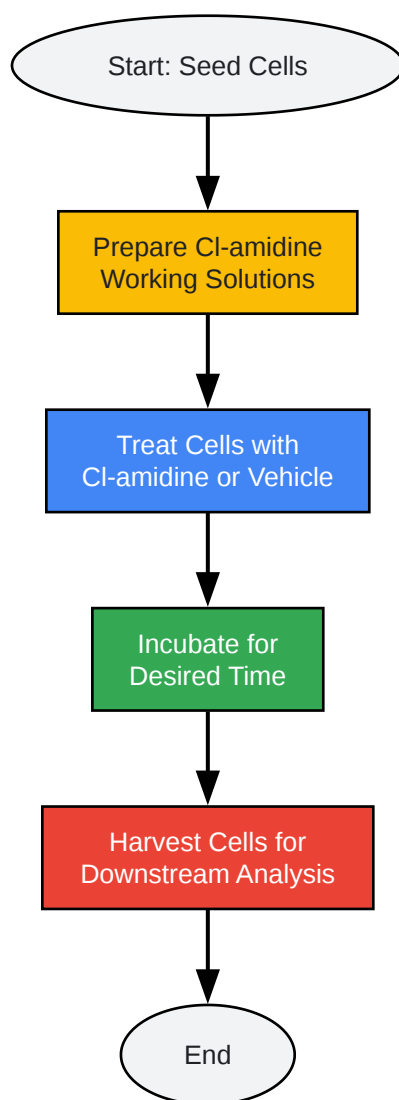 Start: Seed Cells
Prepare Cl-amidine
Working Solutions
Treat Cells with
Cl-amidine or Vehicle
Incubate for
Desired Time
Harvest Cells for
Downstream Analysis
End